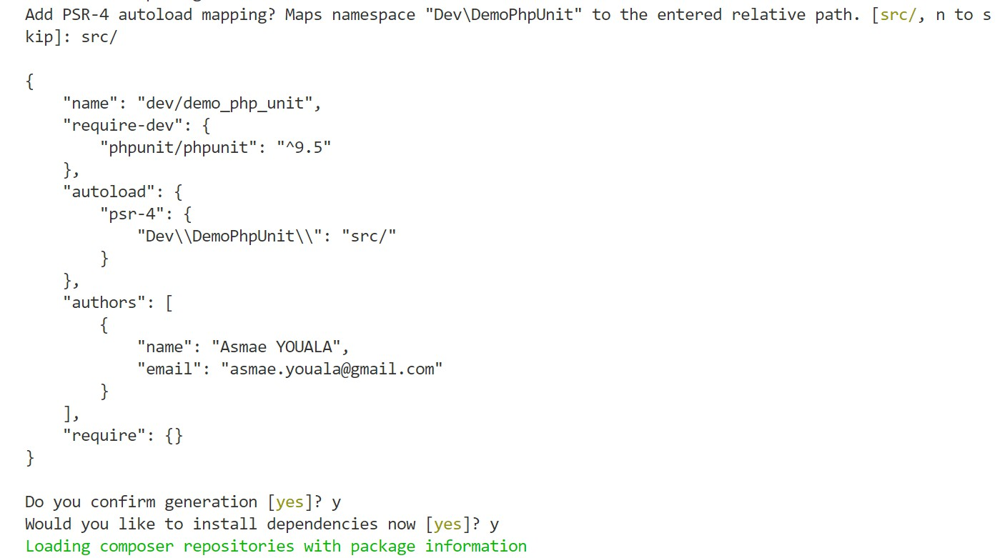 Add PSR-4 autoload mapping? Maps namespace "Dev\DemoPhpUnit" to the entered relative path. [src/, n to s
kip]: src/

{
    "name": "dev/demo_php_unit",
    "require-dev": {
        "phpunit/phpunit": "^9.5"
    },
    "autoload": {
        "psr-4": {
            "Dev\\DemoPhpUnit\\": "src/"
        }
    },
    "authors": [
        {
            "name": "Asmae YOUALA",
            "email": "asmae.youala@gmail.com"
        }
    ],
    "require": {}
}

Do you confirm generation [yes]? y
Would you like to install dependencies now [yes]? y
Loading composer repositories with package information